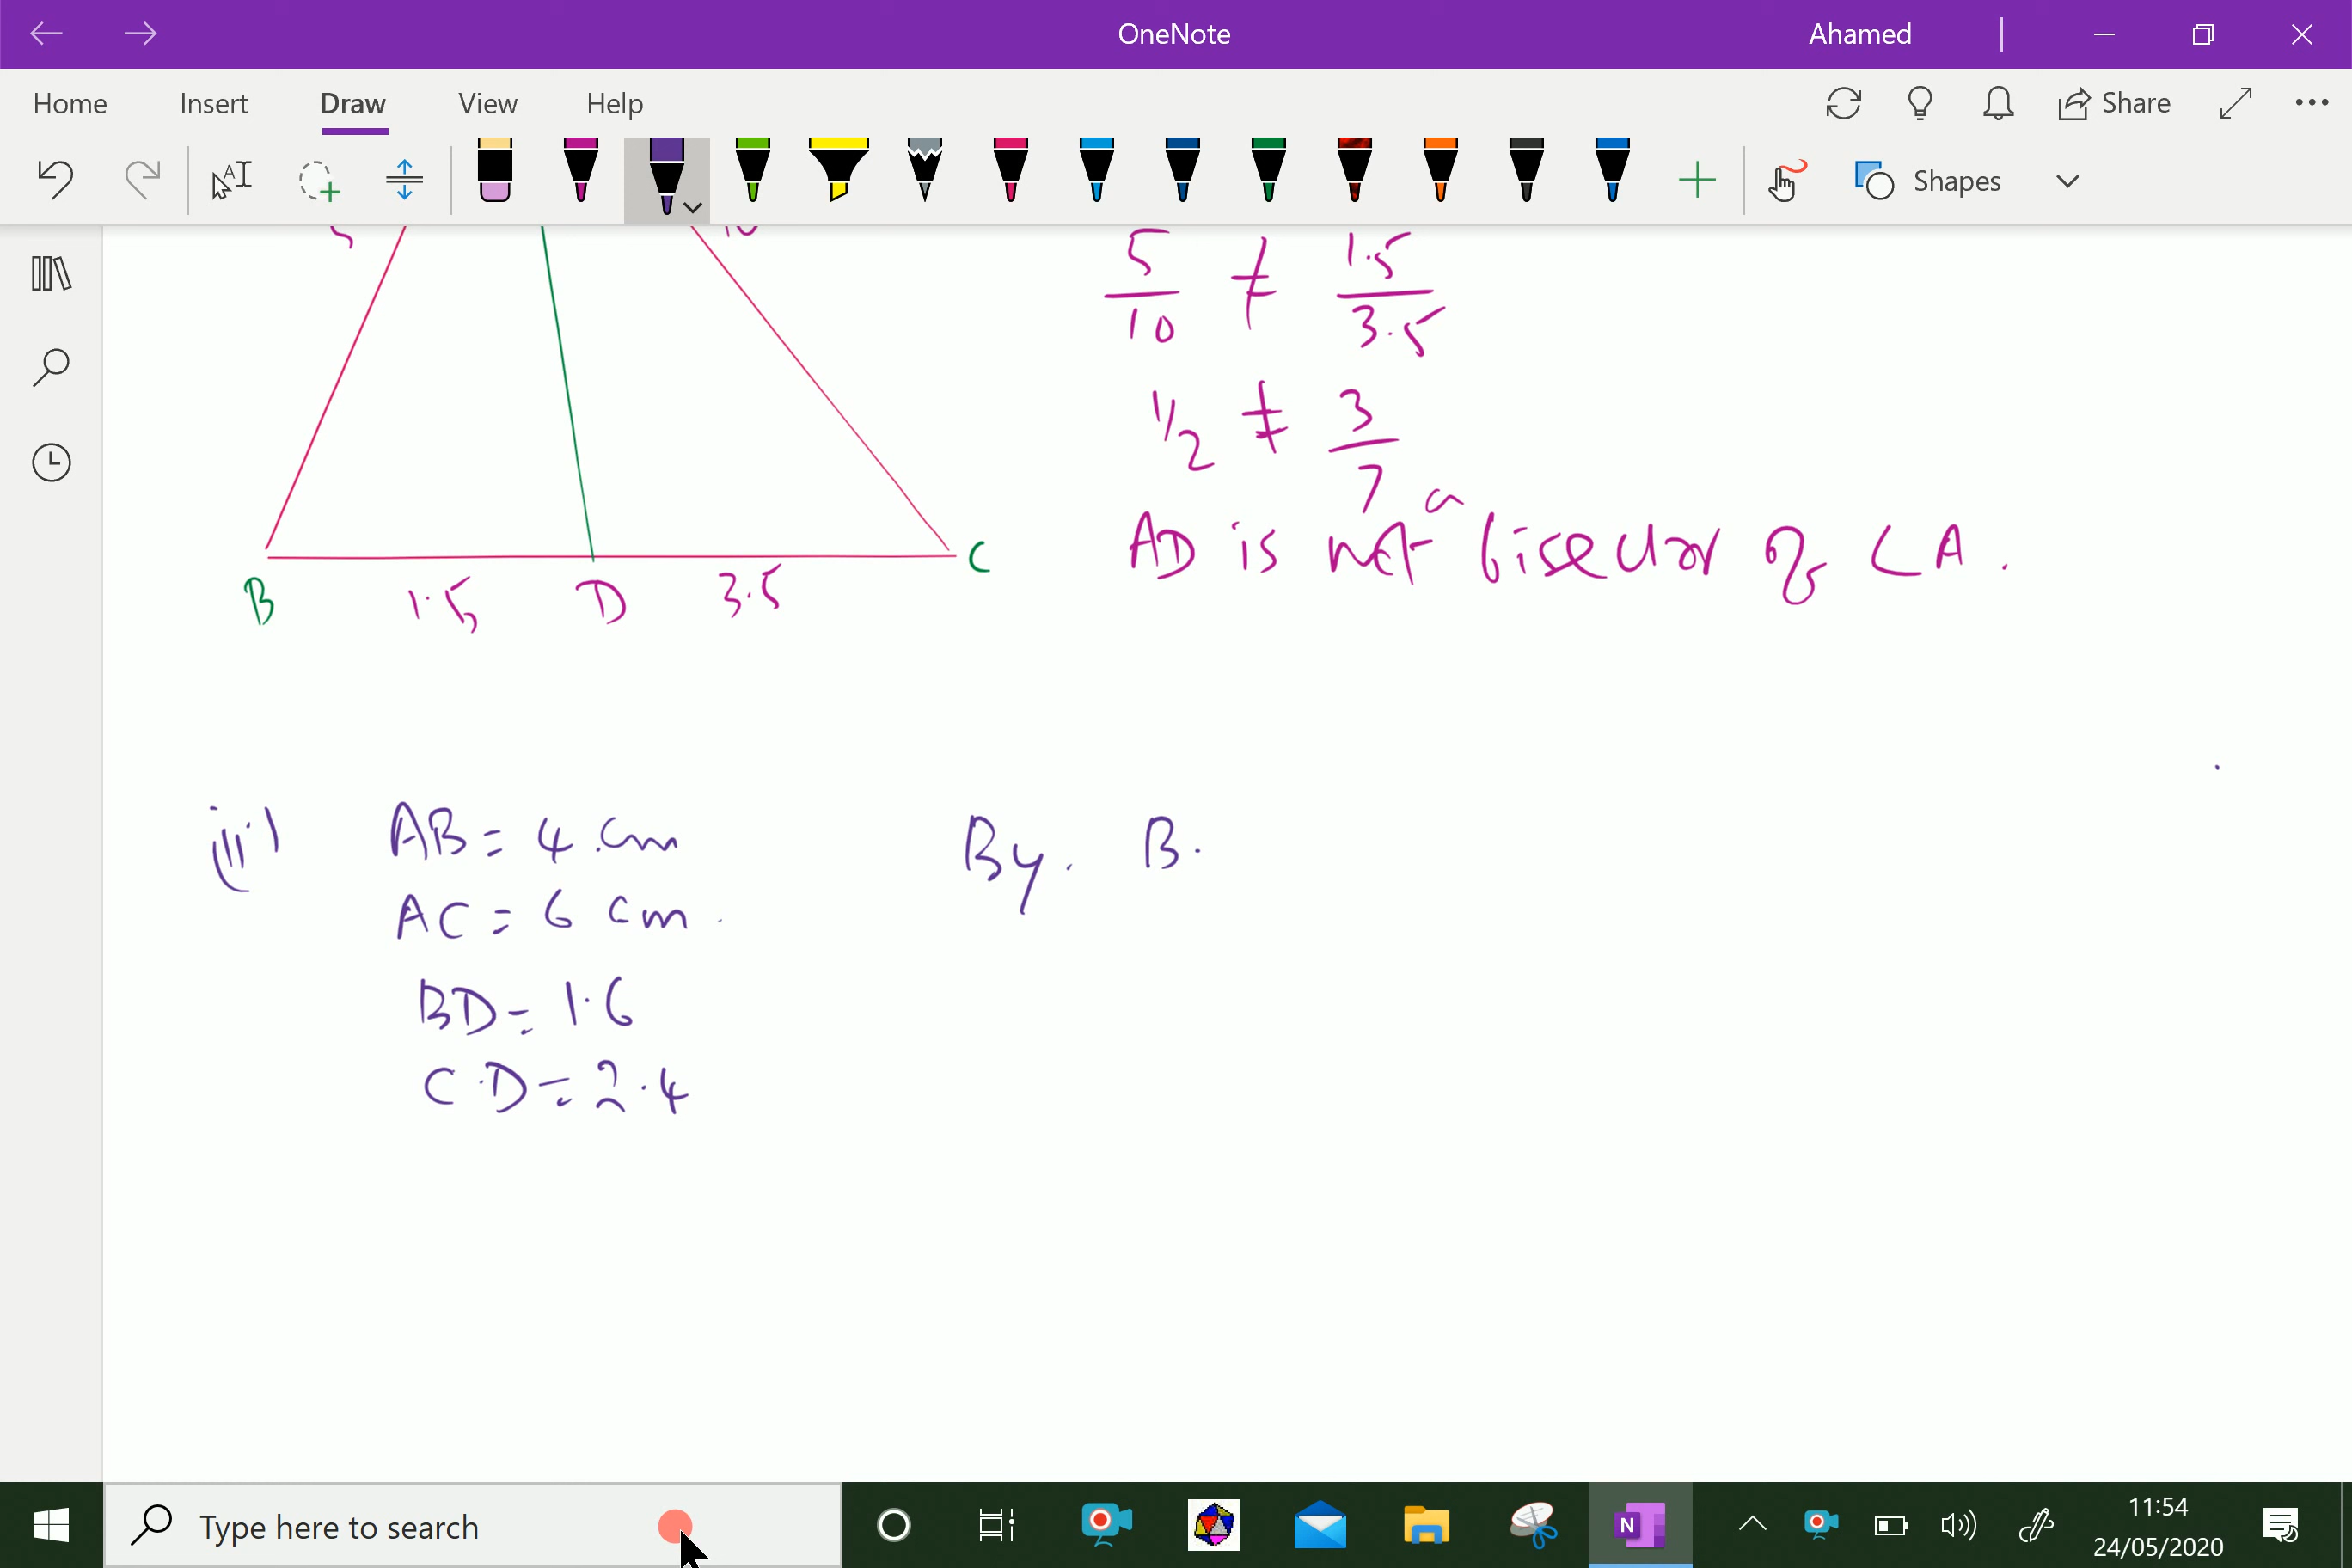 OneNote
Ahamed
Home Insert Draw View Help
Share
Shapes
5/10 ≠ 1.5/3.5
1/2 ≠ 3/7
AD is not a bisector of ∠A.
B 1.5 D 3.5 C
iii) AB = 4 cm By. B.
AC = 6 cm.
BD = 1.6
CD = 2.4
Type here to search
N
11:54
24/05/2020